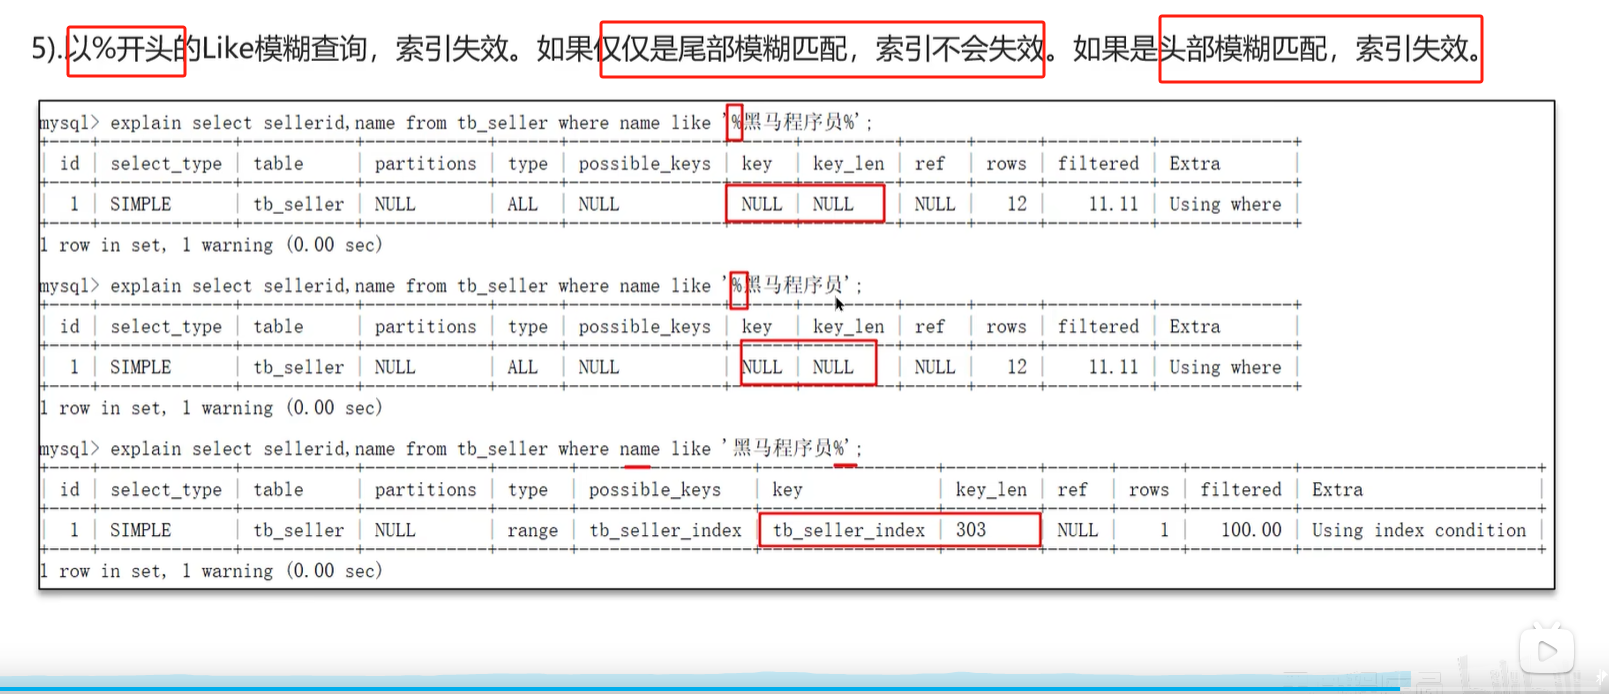 5).以%开头的Like模糊查询，索引失效。如果仅仅是尾部模糊匹配，索引不会失效。如果是头部模糊匹配，索引失效。
mysql> explain select sellerid,name from tb_seller where name like '%黑马程序员%';
| id | select_type | table | partitions | type | possible_keys | key | key_len | ref | rows | filtered | Extra |
| 1 | SIMPLE | tb_seller | NULL | ALL | NULL | NULL | NULL | NULL | 12 | 11.11 | Using where |
1 row in set, 1 warning (0.00 sec)
mysql> explain select sellerid,name from tb_seller where name like '%黑马程序员';
| id | select_type | table | partitions | type | possible_keys | key | key_len | ref | rows | filtered | Extra |
| 1 | SIMPLE | tb_seller | NULL | ALL | NULL | NULL | NULL | NULL | 12 | 11.11 | Using where |
1 row in set, 1 warning (0.00 sec)
mysql> explain select sellerid,name from tb_seller where name like '黑马程序员%';
| id | select_type | table | partitions | type | possible_keys | key | key_len | ref | rows | filtered | Extra |
| 1 | SIMPLE | tb_seller | NULL | range | tb_seller_index | tb_seller_index | 303 | NULL | 1 | 100.00 | Using index condition |
1 row in set, 1 warning (0.00 sec)